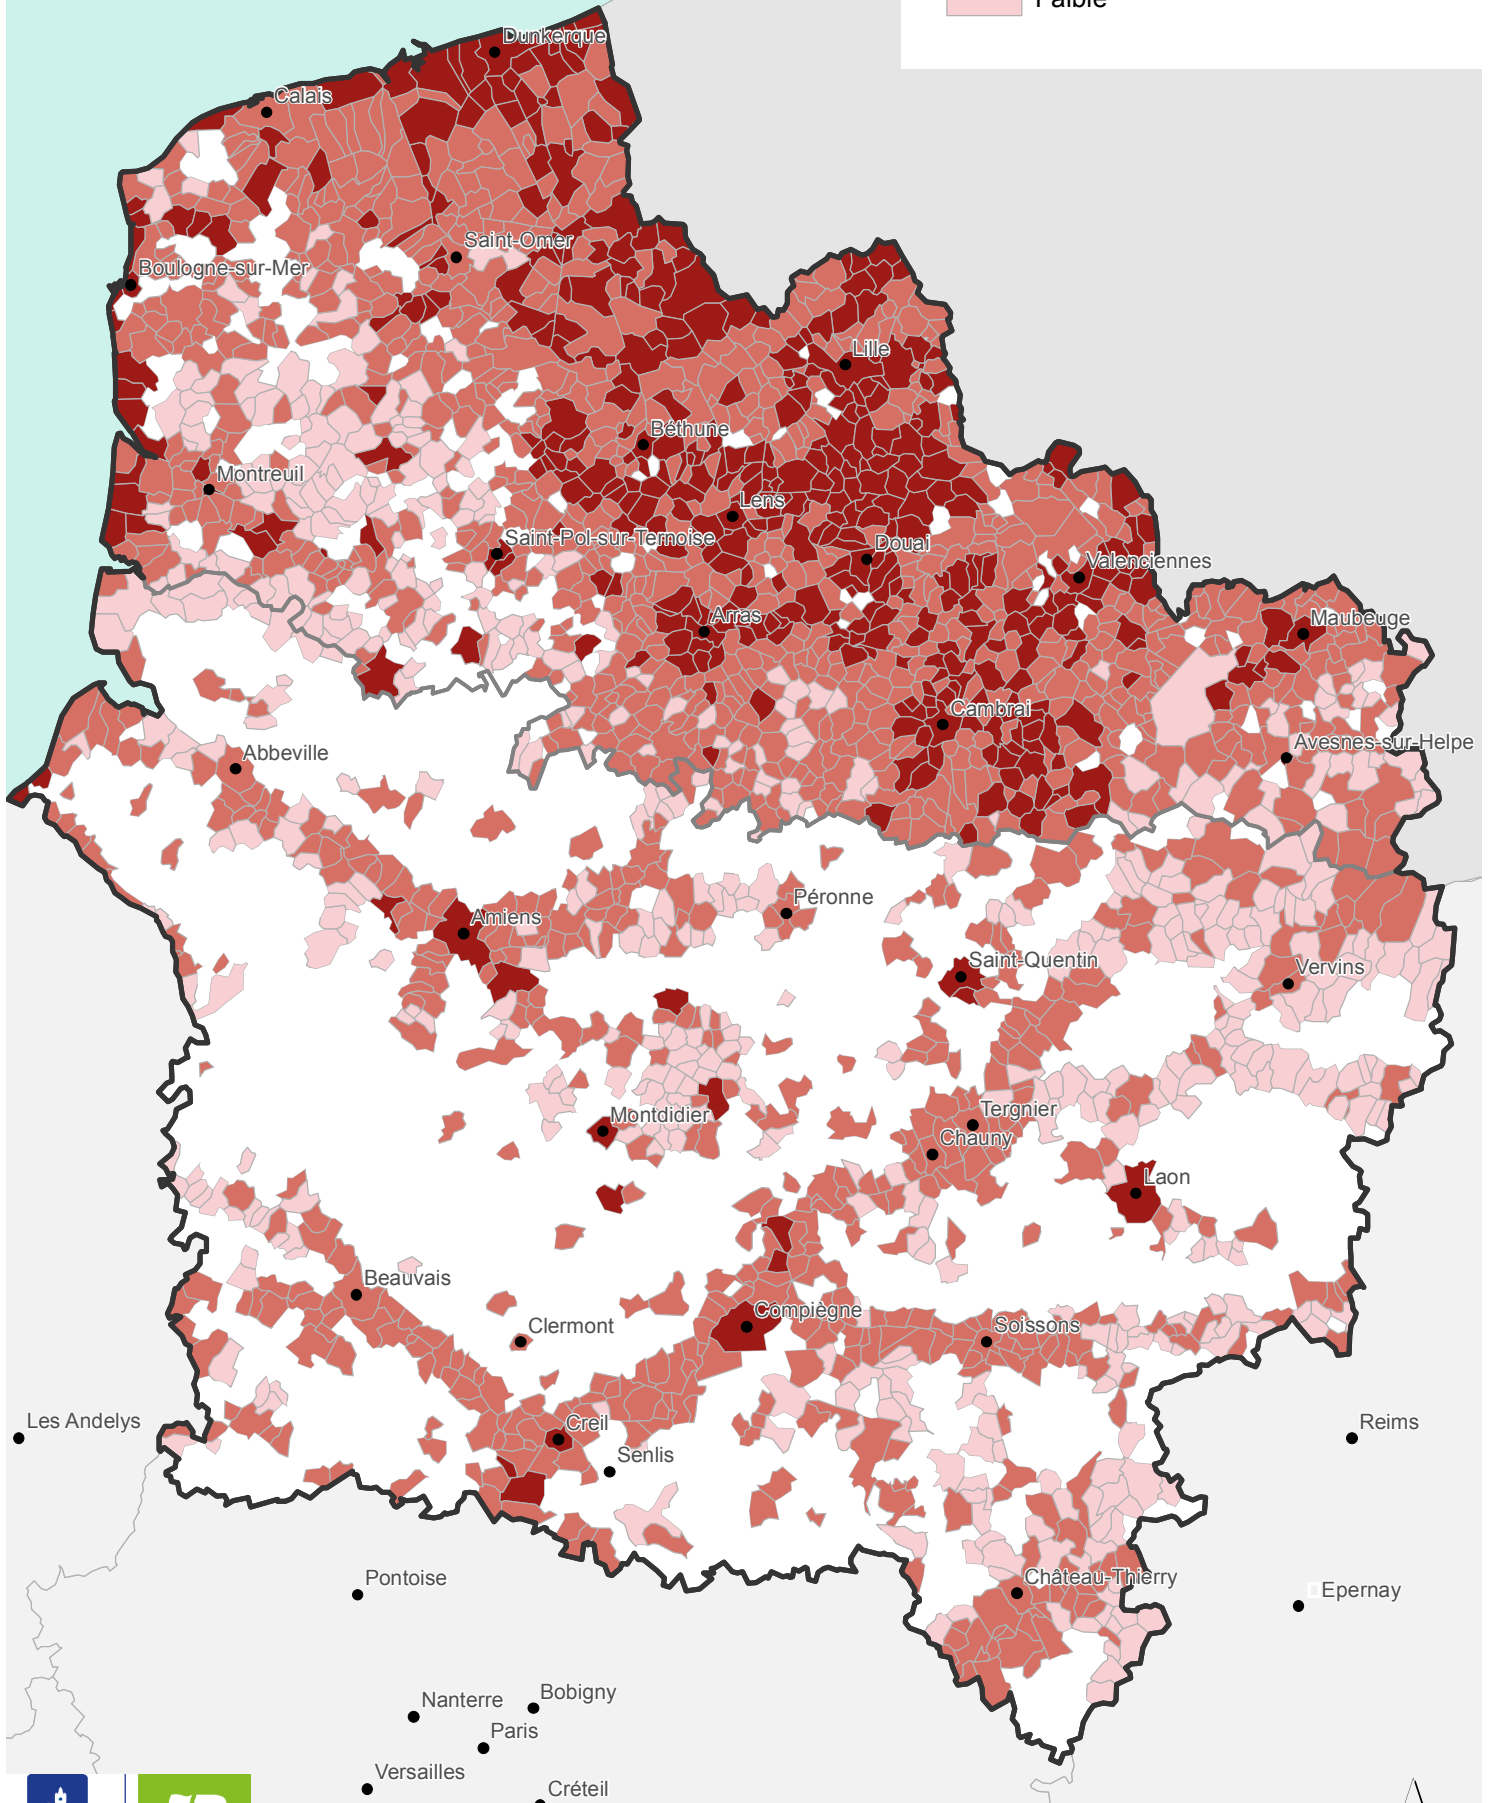 Faible
Dunkerque
Calais
Saint-Omer
Boulogne-sur-Mer
Lille
Béthune
Montreuil
Lens
Saint-Pol-sur-Ternoise
Douai
Valenciennes
Arras
Maubeuge
Cambrai
Avesnes-sur-Helpe
Abbeville
Péronne
Amiens
Saint-Quentin
Vervins
Tergnier
Montdidier
Chauny
Laon
Beauvais
Compiègne
Clermont
Soissons
Les Andelys
Creil
Reims
Senlis
Pontoise
Château-Thierry
Epernay
Nanterre
Bobigny
Paris
Versailles
Créteil